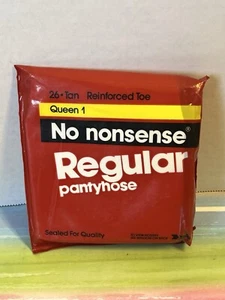 26 • Tan Reinforced Toe
Queen 1
No nonsense®
Regular
pantyhose
Sealed For Quality